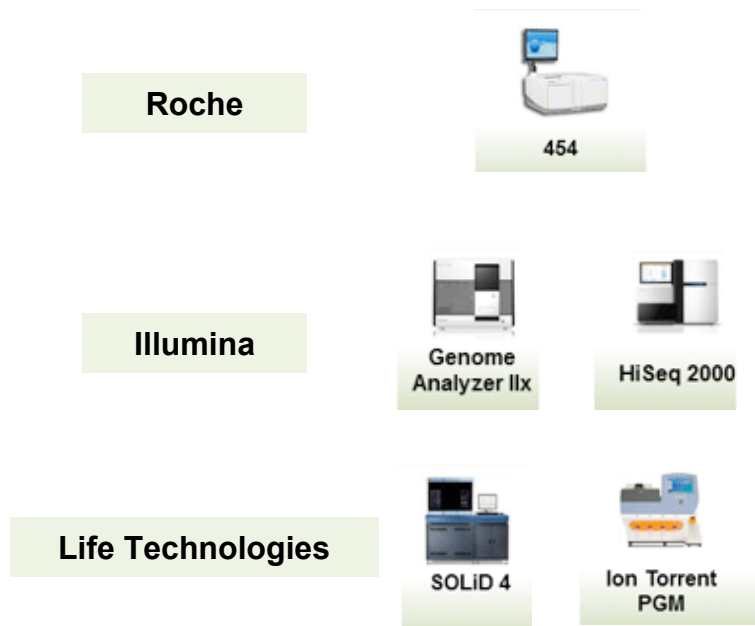 Roche
454
Illumina
Genome
Analyzer IIx
HiSeq 2000
Life Technologies
SOLiD 4
Ion Torrent
PGM